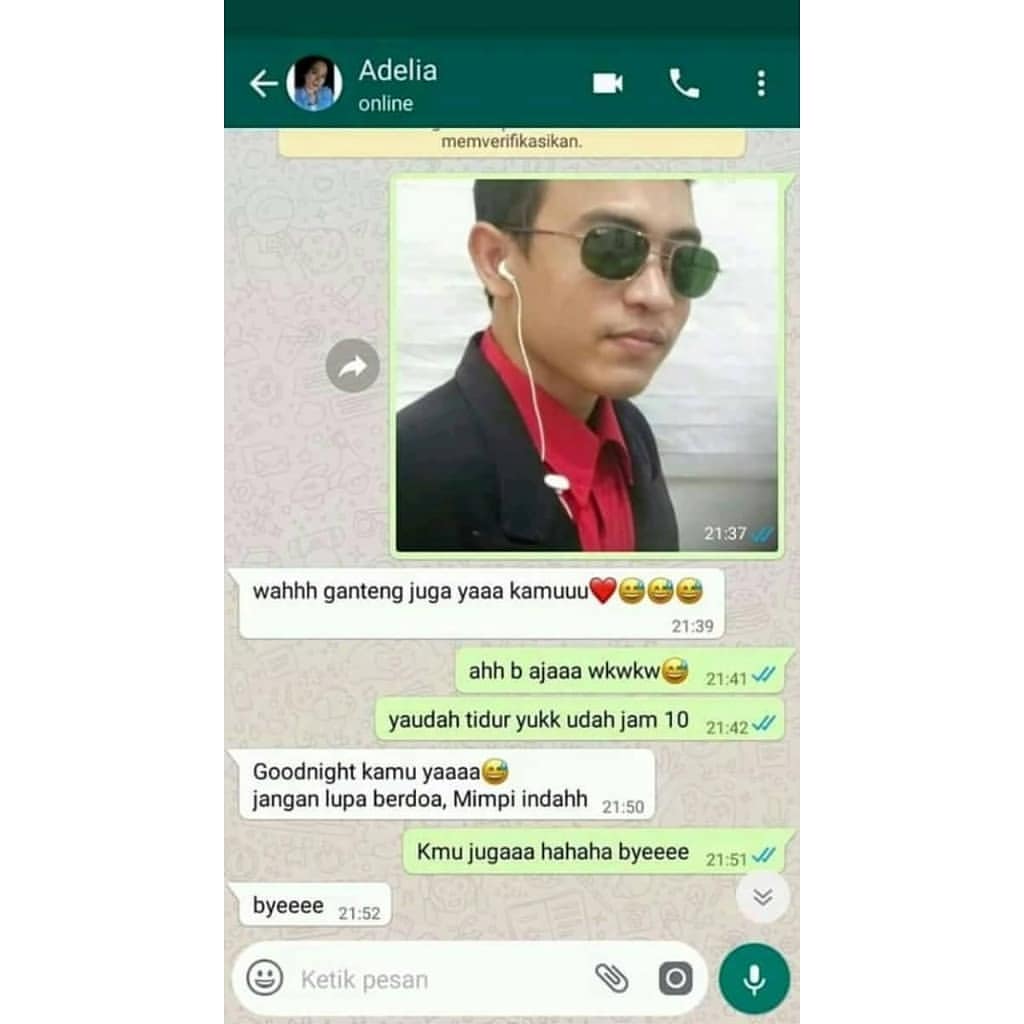 Adelia
online
memverifikasikan.
21:37
wahhh ganteng juga yaaa kamuuu❤️😅😅😅
21:39
ahh b ajaaa wkwkw😅 21:41
yaudah tidur yukk udah jam 10 21:42
Goodnight kamu yaaaa😅
jangan lupa berdoa, Mimpi indahh 21:50
Kmu jugaaa hahaha byeeee 21:51
byeeee 21:52
Ketik pesan